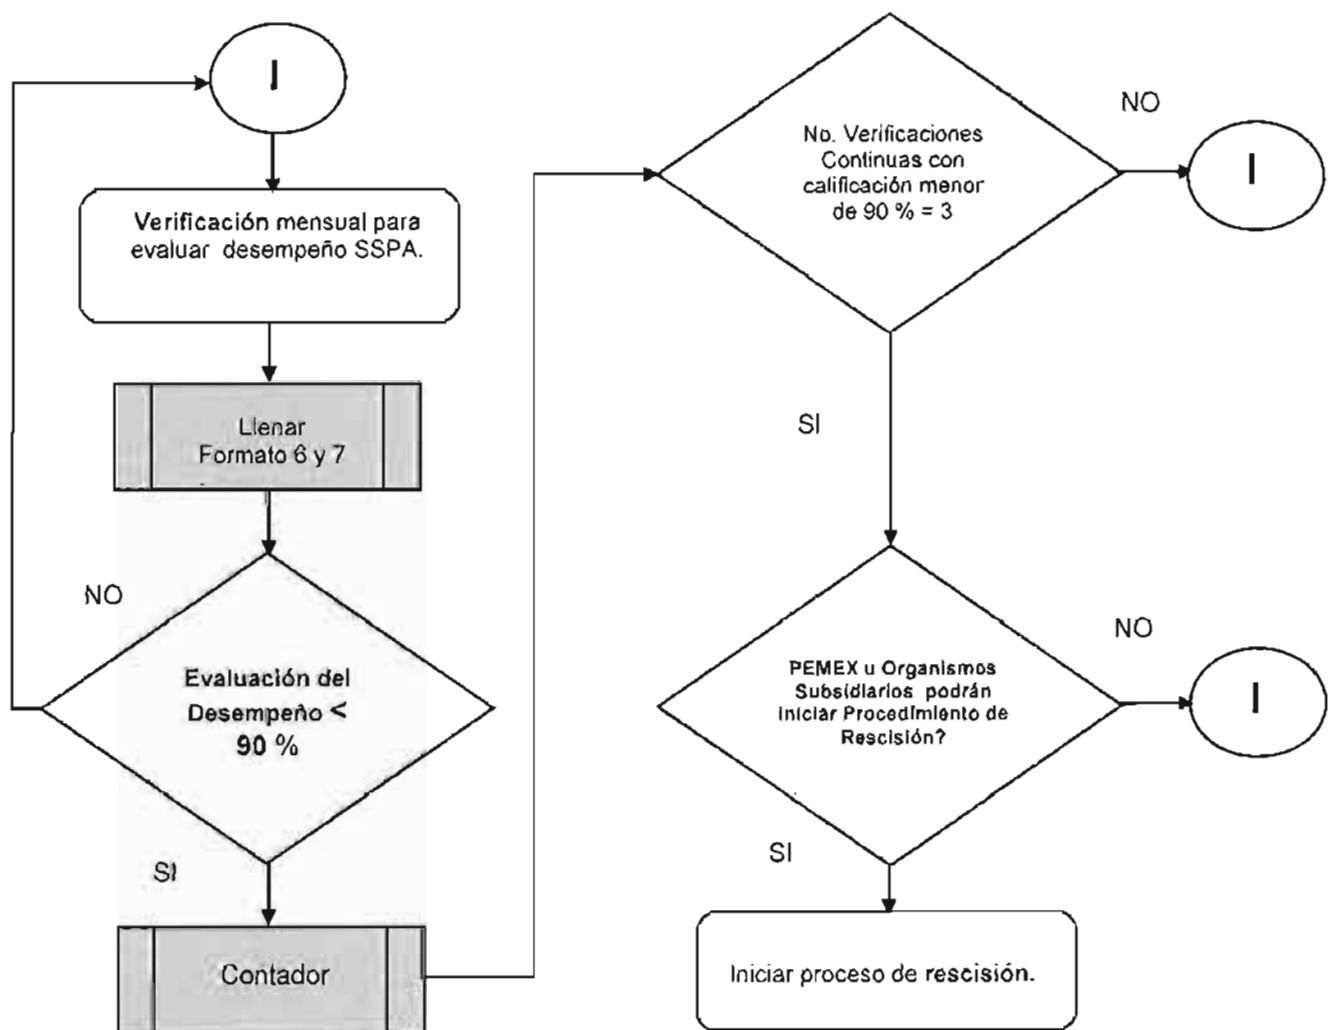 I
Verificación mensual para
evaluar desempeño SSPA.
Llenar
Formato 6 y 7
NO
Evaluación del
Desempeño <
90 %
SI
Contador
No. Verificaciones
Continuas con
calificación menor
de 90 % = 3
NO
I
SI
PEMEX u Organismos
Subsidiarios podrán
Iniciar Procedimiento de
Rescisión?
NO
I
SI
Iniciar proceso de rescisión.